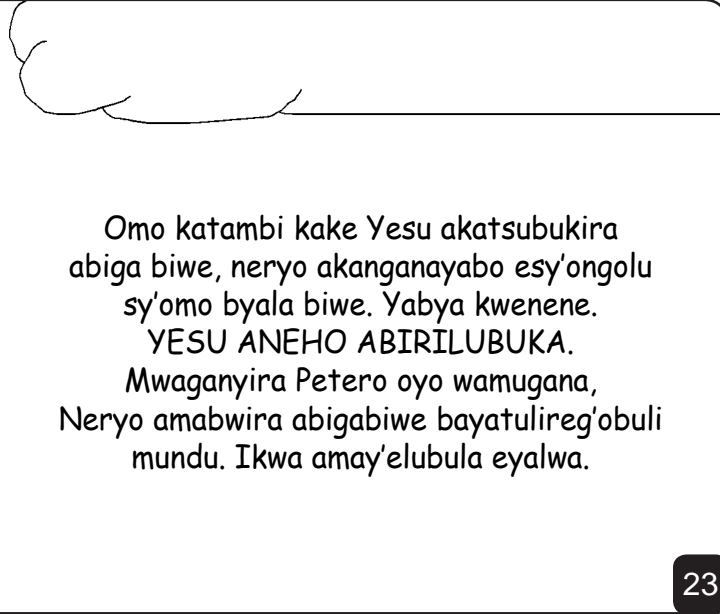 Omo katambi kake Yesu akatsubukira
abiga biwe, neryo akanganayabo esy'ongolu
sy'omo byala biwe. Yabya kwenene.
YESU ANEHO ABIRILUBUKA.
Mwaganyira Petero oyo wamugana,
Neryo amabwira abigabiwe bayatulireg'obuli
mundu. Ikwa amay'elubula eyalwa.
23